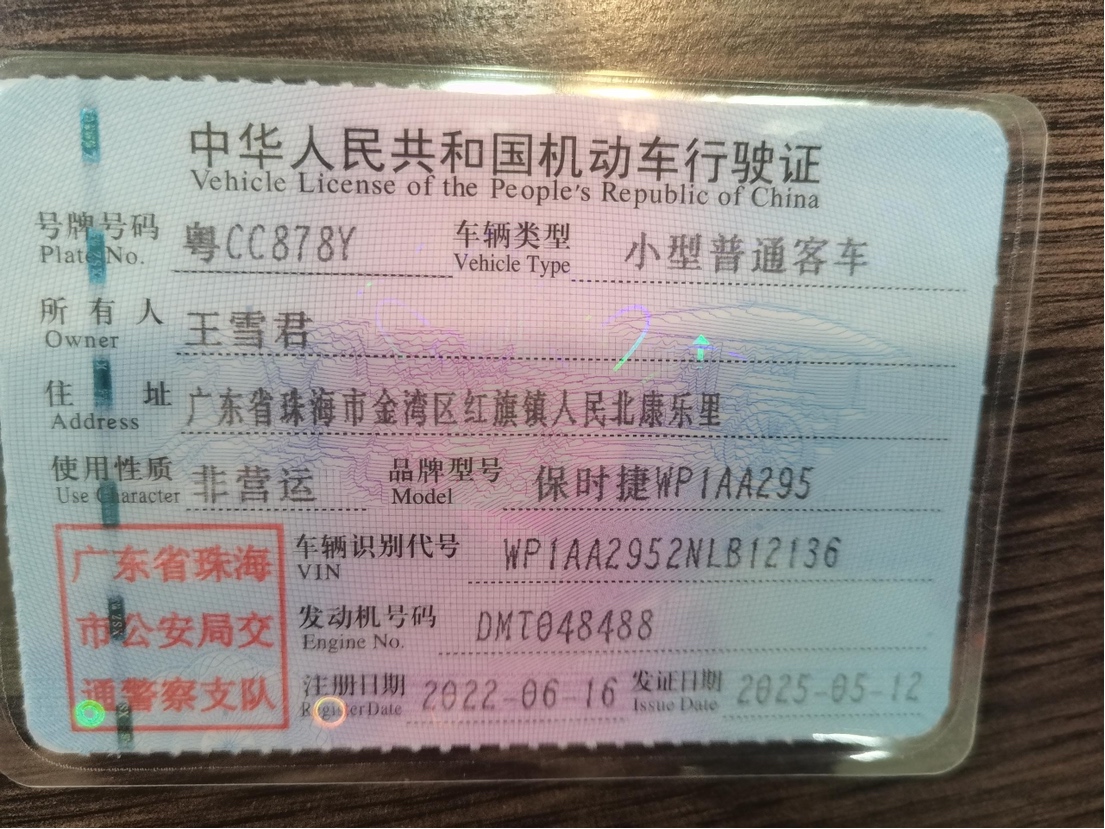 中华人民共和国机动车行驶证
Vehicle License of the People's Republic of China
号牌号码 粤CC878Y 车辆类型 小型普通客车
Plate No. Vehicle Type
所有人 王雪君
Owner
住址 广东省珠海市金湾区红旗镇人民北康乐里
Address
使用性质 非营运 品牌型号 保时捷WP1AA295
Use Character Model
车辆识别代号 WP1AA2952NLB12136
VIN
发动机号码 DMT048488
Engine No.
注册日期 2022-06-16 发证日期 2025-05-12
Register Date Issue Date
广东省珠海
市公安局交
通警察支队